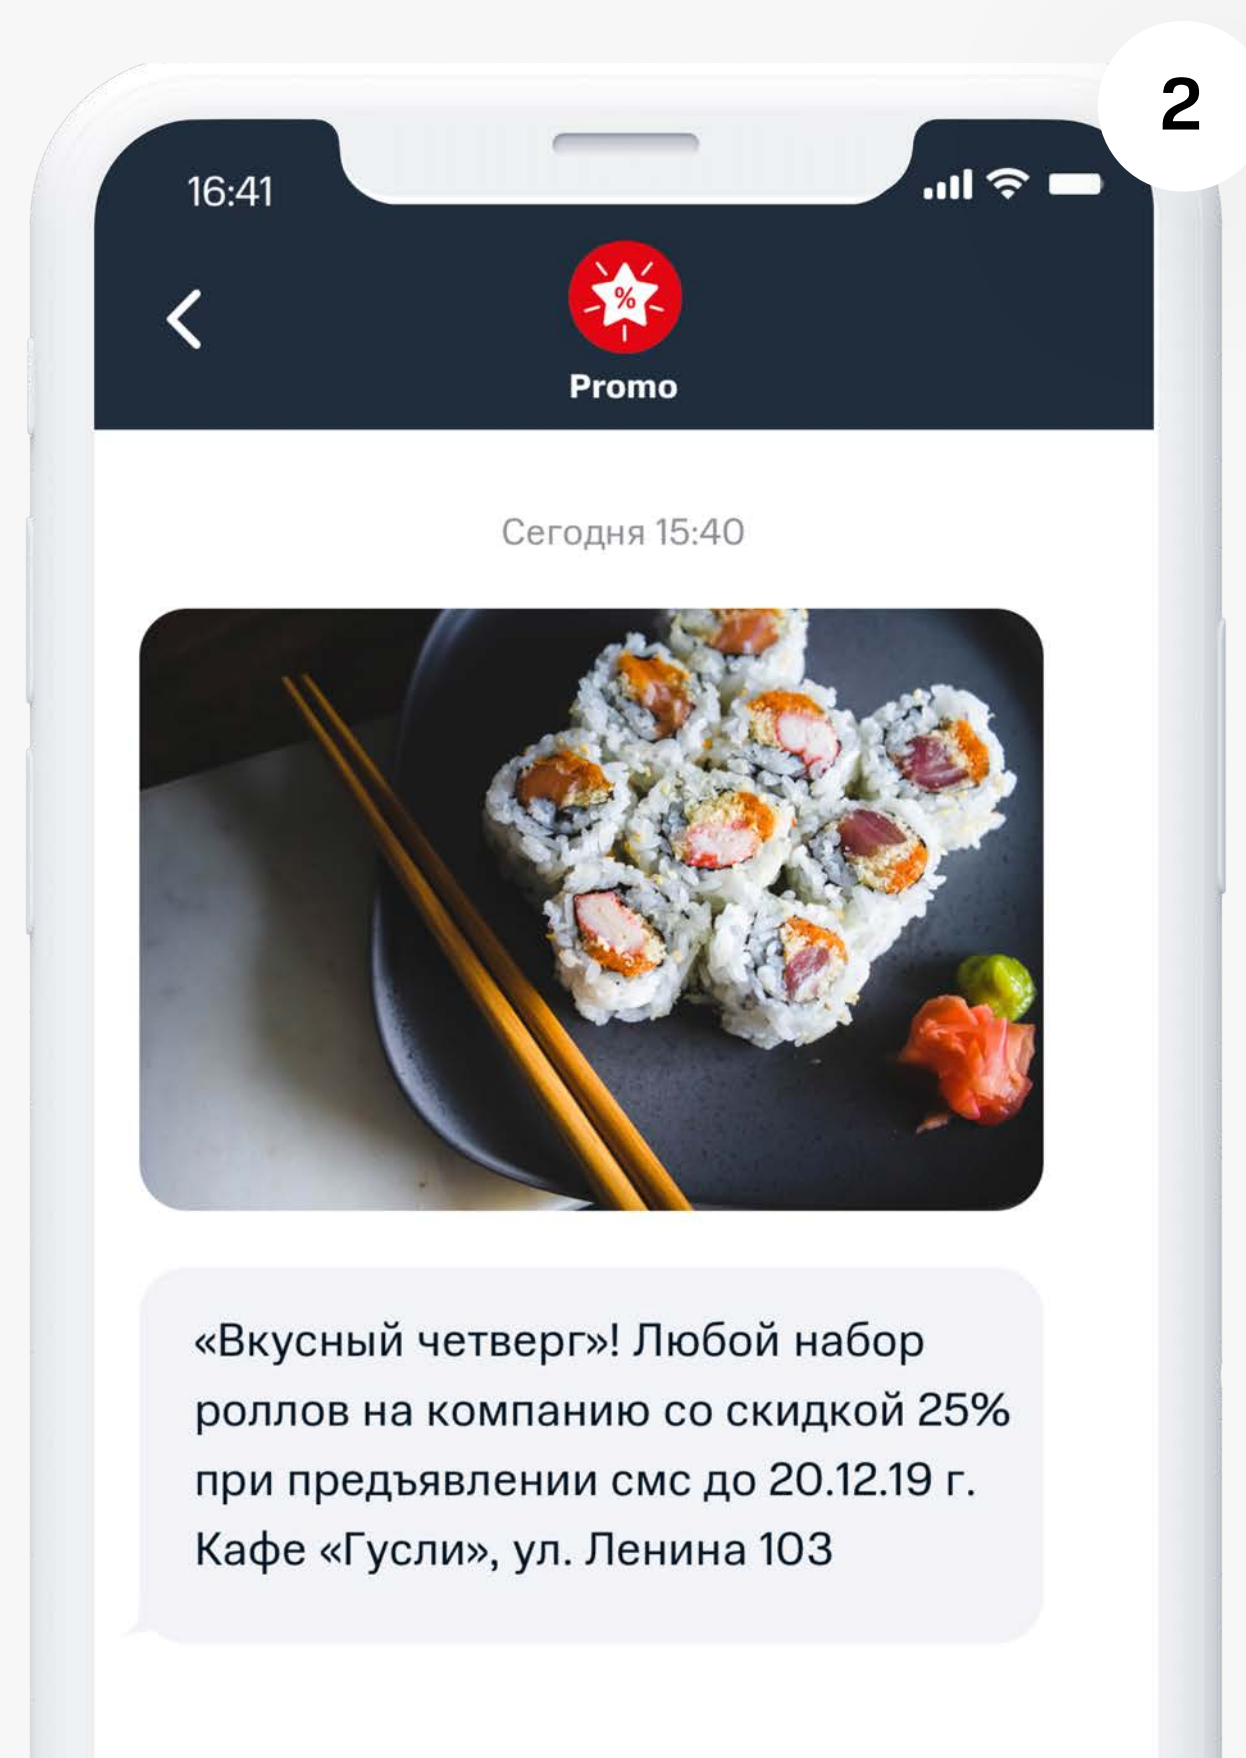 2
16:41
%
Promo
Сегодня 15:40
«Вкусный четверг»! Любой набор
роллов на компанию со скидкой 25%
при предъявлении смс до 20.12.19 г.
Кафе «Гусли», ул. Ленина 103